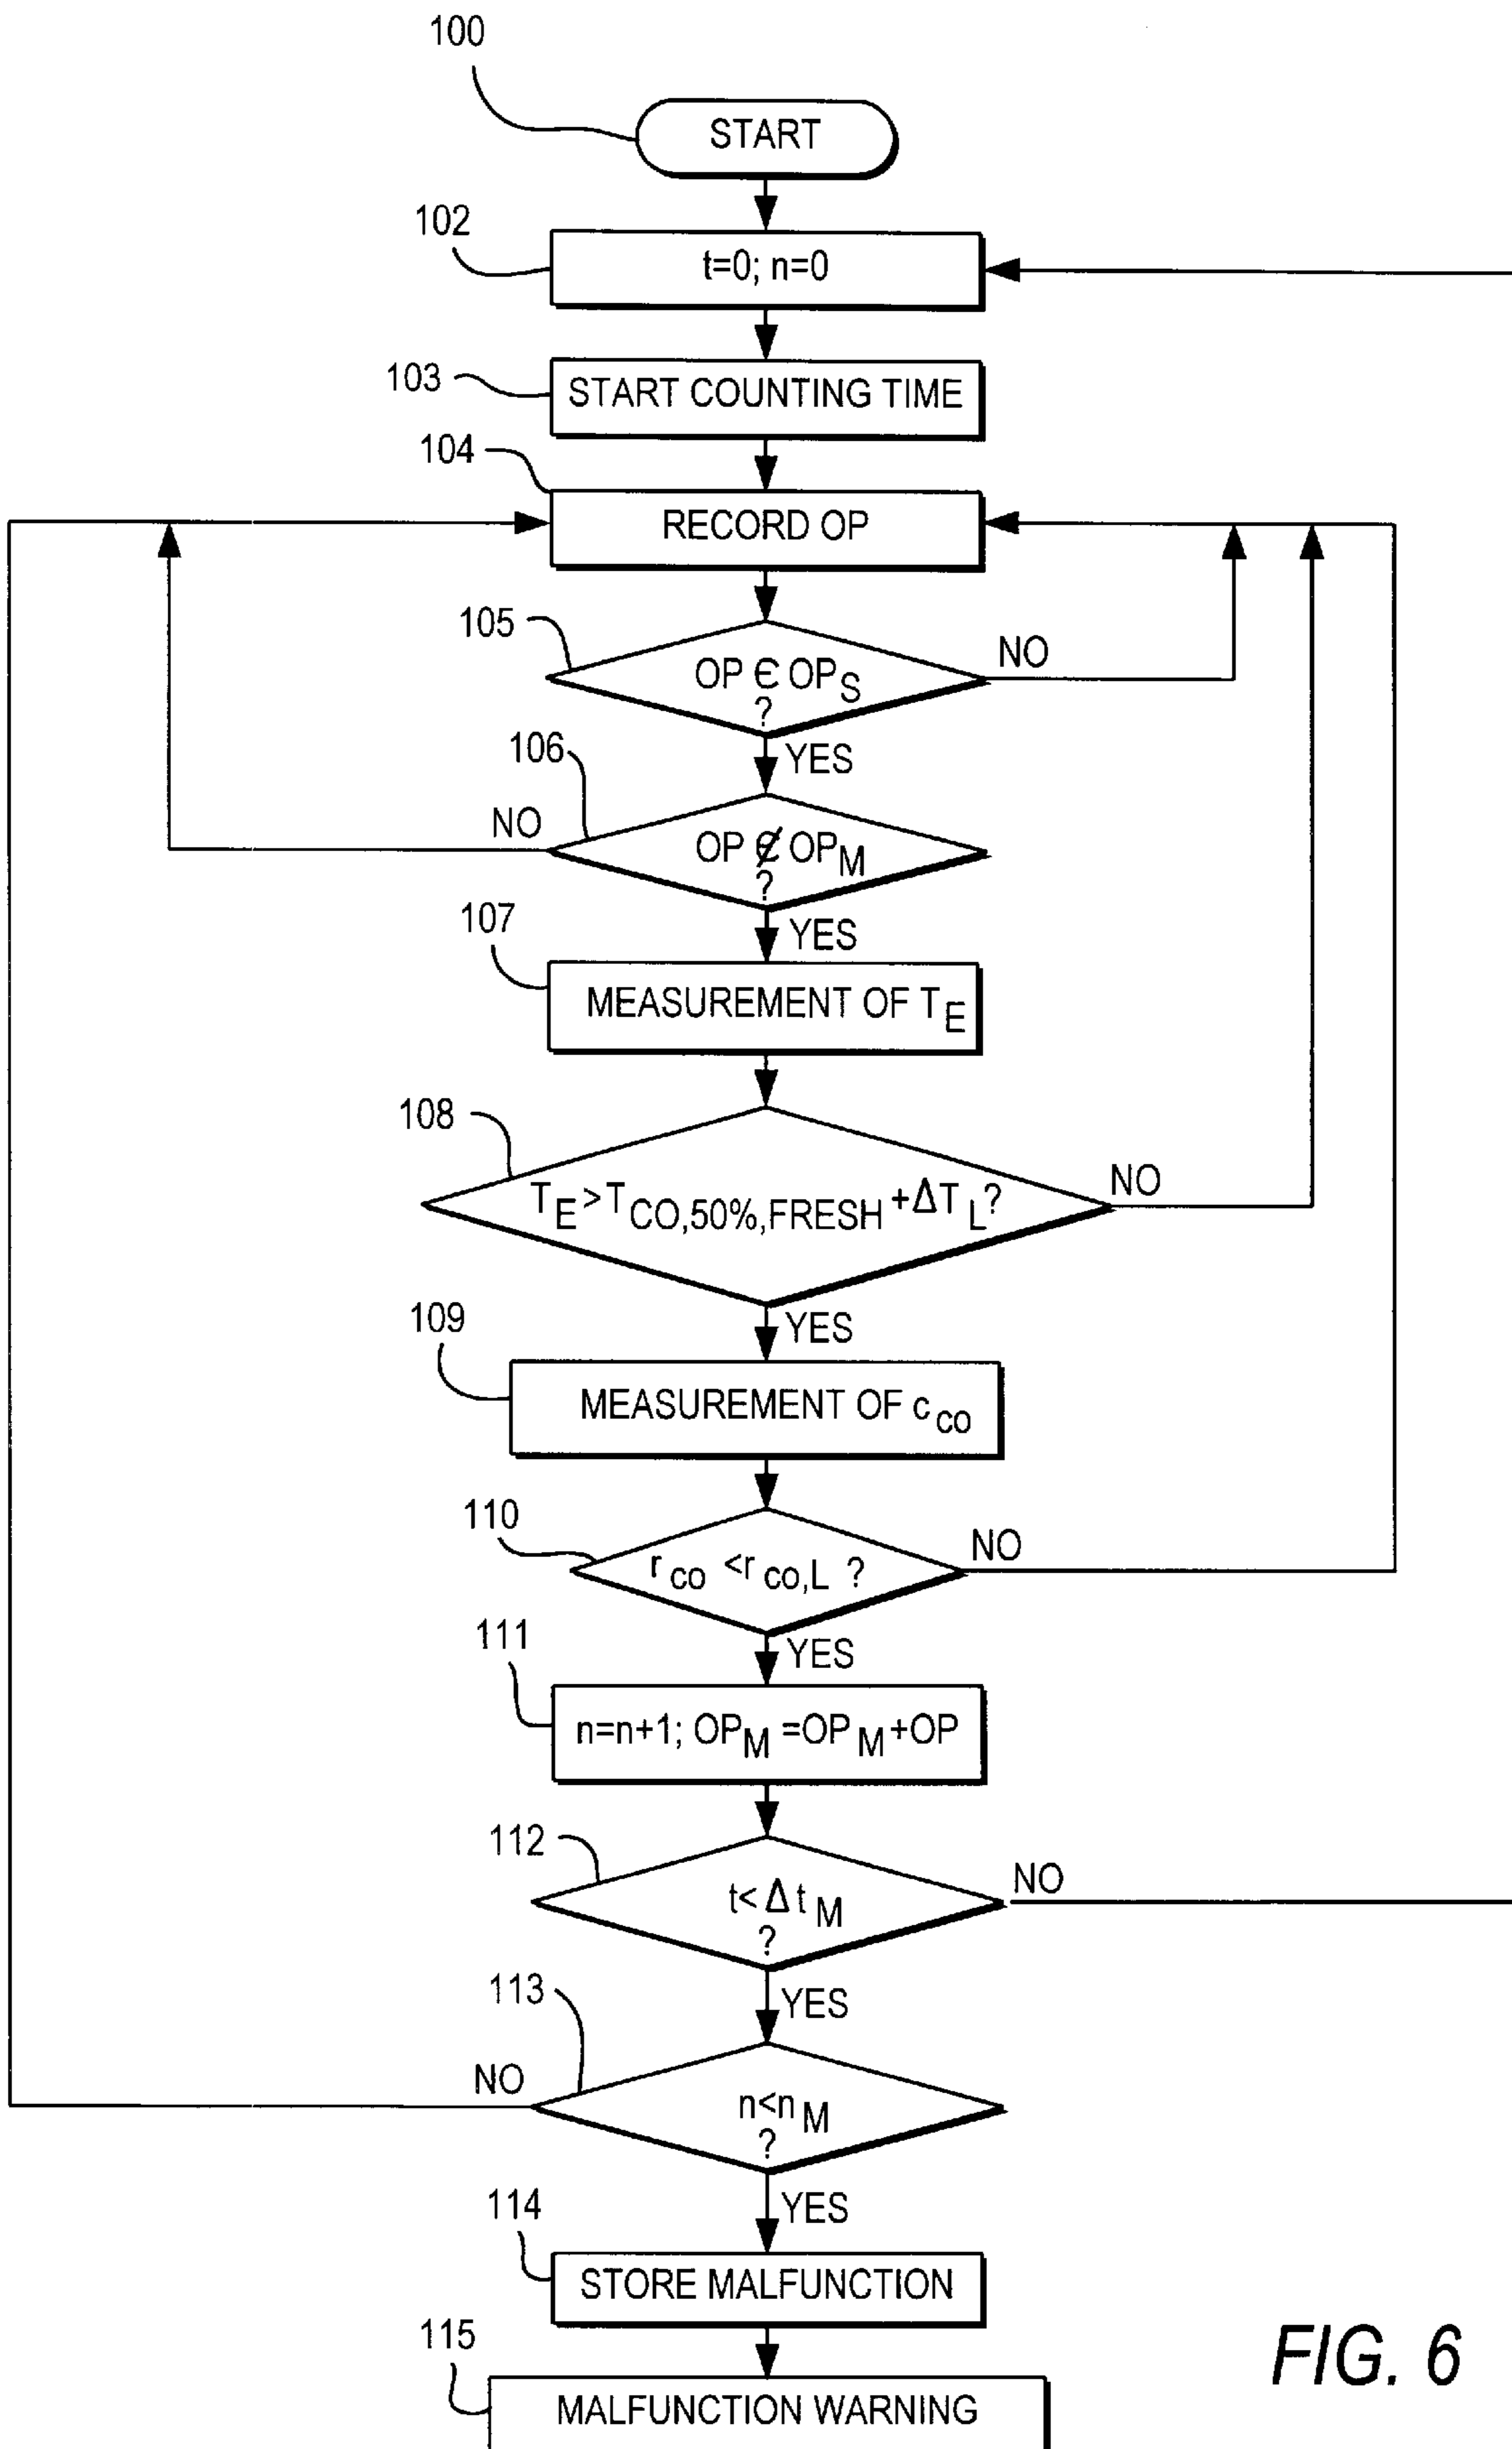 100
START
102
t=0; n=0
103
START COUNTING TIME
104
RECORD OP
105
OP Є OPS
?
NO
YES
106
NO
OP Є̸ OPM
?
YES
107
MEASUREMENT OF TE
108
TE>TCO,50%,FRESH+ΔTL?
NO
YES
109
MEASUREMENT OF cco
110
rco <rco,L ?
NO
YES
111
n=n+1; OPM =OPM+OP
112
t<ΔtM
?
NO
YES
113
NO
n<nM
?
YES
114
STORE MALFUNCTION
115
MALFUNCTION WARNING
FIG. 6